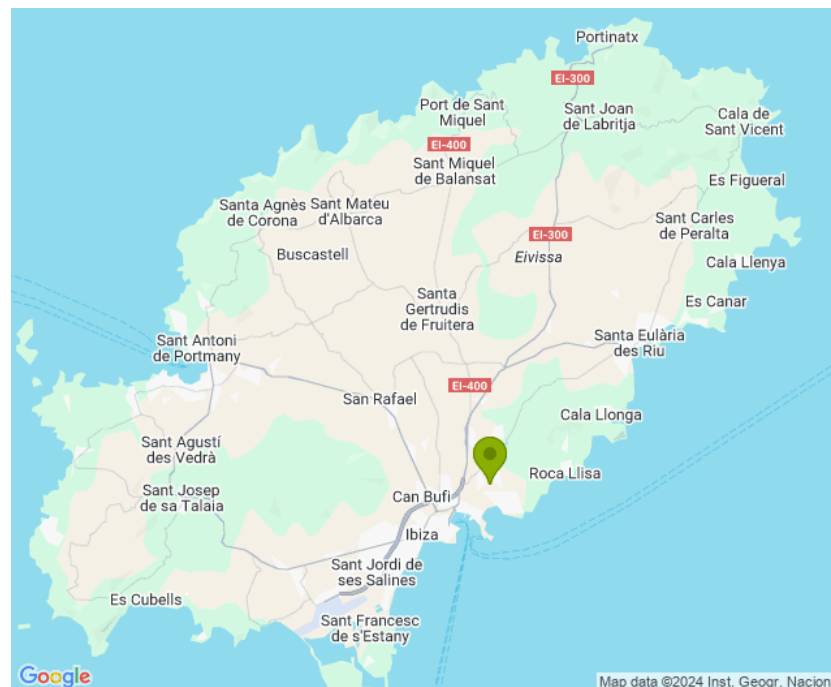 Portinatx
EI-300
Port de Sant
Miquel
Sant Joan
de Labritja
Cala de
Sant Vicent
EI-400
Sant Miquel
de Balansat
Es Figueral
Santa Agnès
de Corona
Sant Mateu
d'Albarca
Sant Carles
de Peralta
EI-300
Buscastell
Eivissa
Cala Llenya
Santa
Gertrudis
de Fruitera
Es Canar
Sant Antoni
de Portmany
Santa Eulària
des Riu
EI-400
San Rafael
Cala Llonga
Sant Agustí
des Vedrà
Roca Llisa
Sant Josep
de sa Talaia
Can Bufi
Ibiza
Sant Jordi de
ses Salines
Es Cubells
Sant Francesc
de s'Estany
Google
Map data ©2024 Inst. Geogr. Nacion